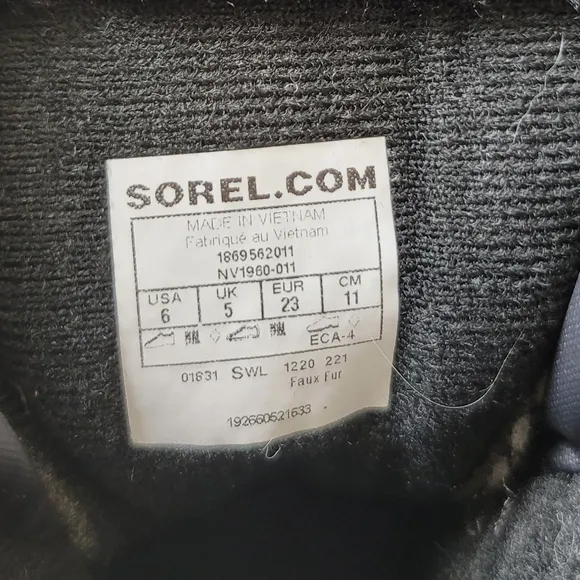 SOREL.COM
MADE IN VIETNAM
Fabriqué au Vietnam
1869562011
NV1960-011
USA UK EUR CM
6 5 23 11
ECA-4
01831 SWL 1220 221
Faux Fur
192660521633